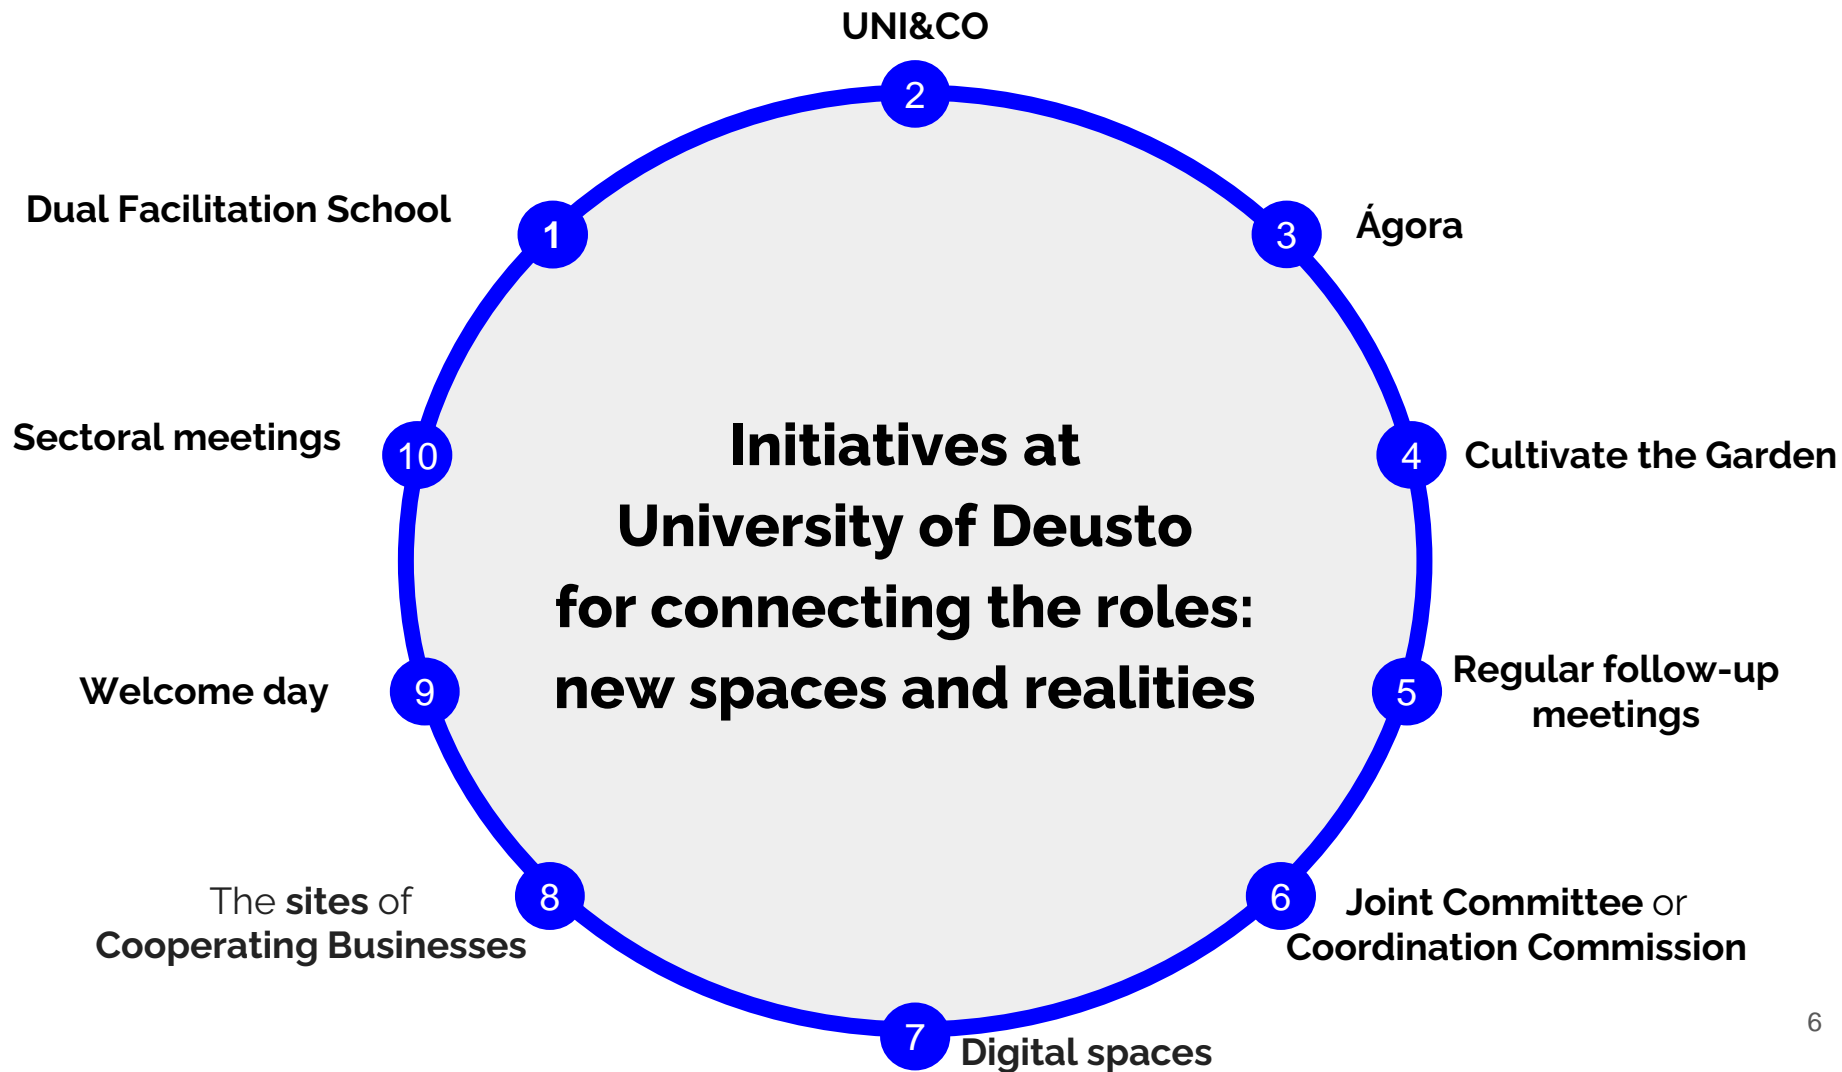 UNI&CO
2
Dual Facilitation School
1
3
Ágora
Sectoral meetings
10
Initiatives at
University of Deusto
for connecting the roles:
new spaces and realities
4
Cultivate the Garden
Welcome day
9
5
Regular follow-up
meetings
The sites of
Cooperating Businesses
8
6
Joint Committee or
Coordination Commission
7
Digital spaces
6